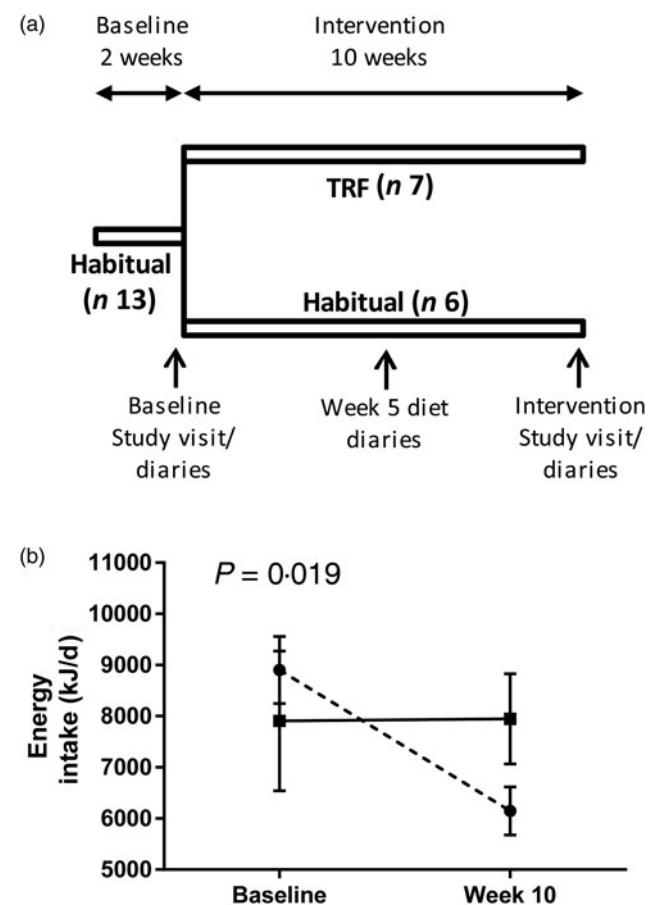 (a)
Baseline
2 weeks
Intervention
10 weeks
TRF (n 7)
Habitual
(n 13)
Habitual (n 6)
Baseline
Study visit/
diaries
Week 5 diet
diaries
Intervention
Study visit/
diaries
(b)
P = 0·019
Energy
intake (kJ/d)
11000
10000
9000
8000
7000
6000
5000
Baseline
Week 10